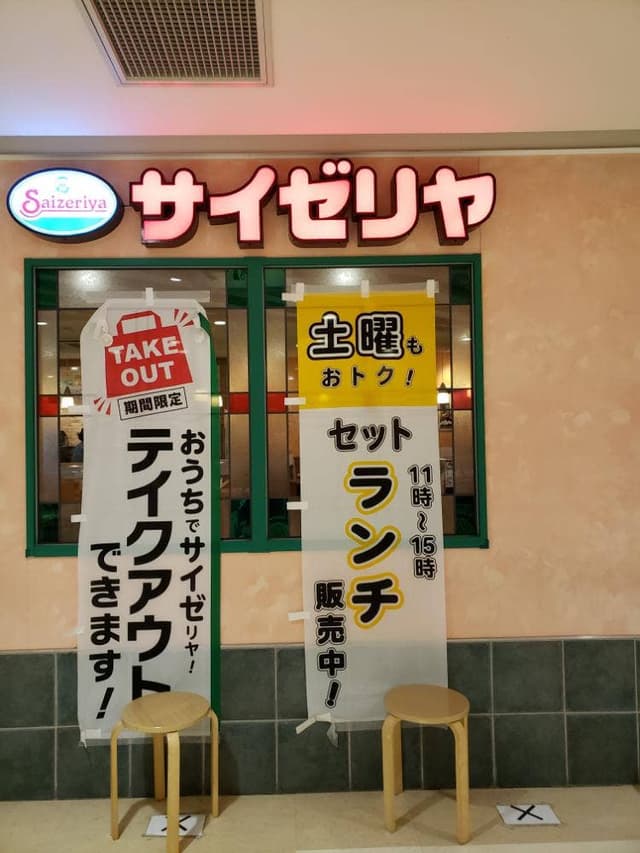 Saizeriya
サイゼリヤ
TAKE
OUT
期間限定
おうちでサイゼリヤ！
テイクアウト
できます！
土曜も
おトク！
セット
ランチ
11時～15時
販売中！